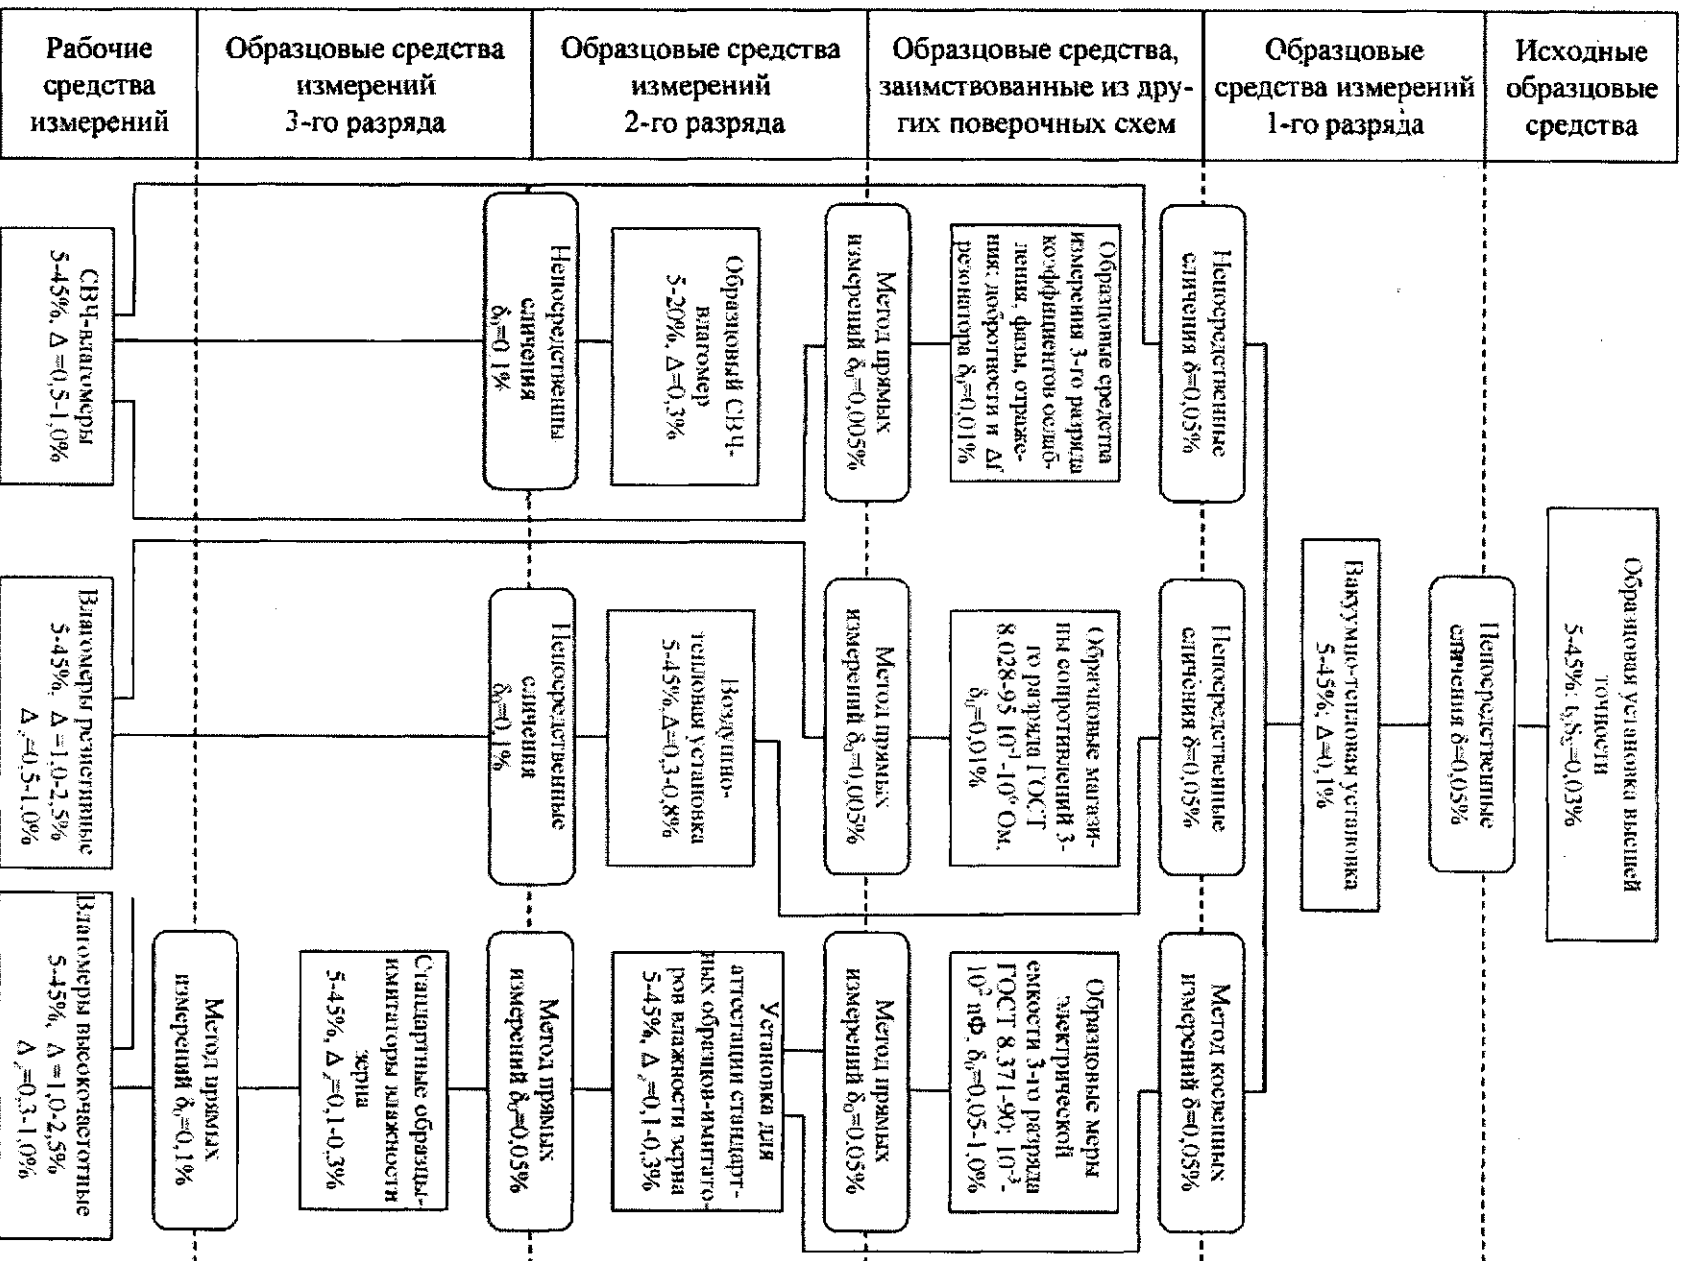 Рабочие
средства
измерений
Образцовые средства
измерений
3-го разряда
Образцовые средства
измерений
2-го разряда
Образцовые средства,
заимствованные из дру-
гих поверочных схем
Образцовые
средства измерений
1-го разряда
Исходные
образцовые
средства
СВЧ-влагомеры
5-45%, Δ =0,5-1,0%
Непосредственны
сличения
δ₀=0 1%
Образцовый СВЧ-
влагомер
5-20%, Δ=0,3%
Метод прямых
измерений δ₀=0,005%
Образцовые средства
измерения 3-го разряда
коэффициентов ослаб-
ления, фазы, отраже-
ния; добротности и Δf
резонатора δ₀=0,01%
Непосредственные
сличения δ=0,05%
Влагомеры резисивные
5-45%, Δ =1,0-2,5%
Δ =0,5-1,0%
Непосредственные
сличения
δ₀=0,1%
Воздушно-
тепловая установка
5-45%,Δ=0,3-0,8%
Метод прямых
измерений δ₀=0,005%
Образцовые магази-
ны сопротивлений 3-
го разряда ГОСТ
8.028-95 10⁻¹-10⁹ Ом.
δ₀=0,01%
Непосредственные
сличения δ=0,05%
Вакуумно-тепловая установка
5-45%; Δ=0,1%
Непосредственные
сличения δ=0,05%
Образцовая установка высшей
точности
5-45%;
Влагомеры высокочастотные
5-45%, Δ =1,0-2,5%
Δ =0,3-1,0%
Метод прямых
измерений δ₀=0,1%
Стандартные образцы-
имитаторы влажности
зерна
5-45%, Δ =0,1-0,3%
Метод прямых
измерений δ₀=0,05%
Установка для
аттестации стандарт-
ных образцов-имитато-
ров влажности зерна
5-45%, Δ =0,1-0,3%
Метод прямых
измерений δ₀=0,05%
Образцовые меры
электрической
емкости 3-го разряда
ГОСТ 8.371-90; 10⁻³-
10² пФ. δ₀=0,05-1,0%
Метод косвенных
измерений δ=0,05%